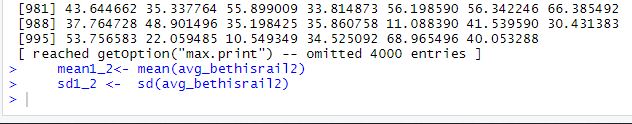 [981] 43.644662 35.337764 55.899009 33.814873 56.198590 56.342246 66.385492
[988] 37.764728 48.901496 35.198425 35.860758 11.088390 41.539590 30.431383
[995] 53.756583 22.059485 10.549349 34.525092 68.965496 40.053288
[ reached getOption("max.print") -- omitted 4000 entries ]
> mean1_2<- mean(avg_bethisrail2)
> sd1_2 <- sd(avg_bethisrail2)
>